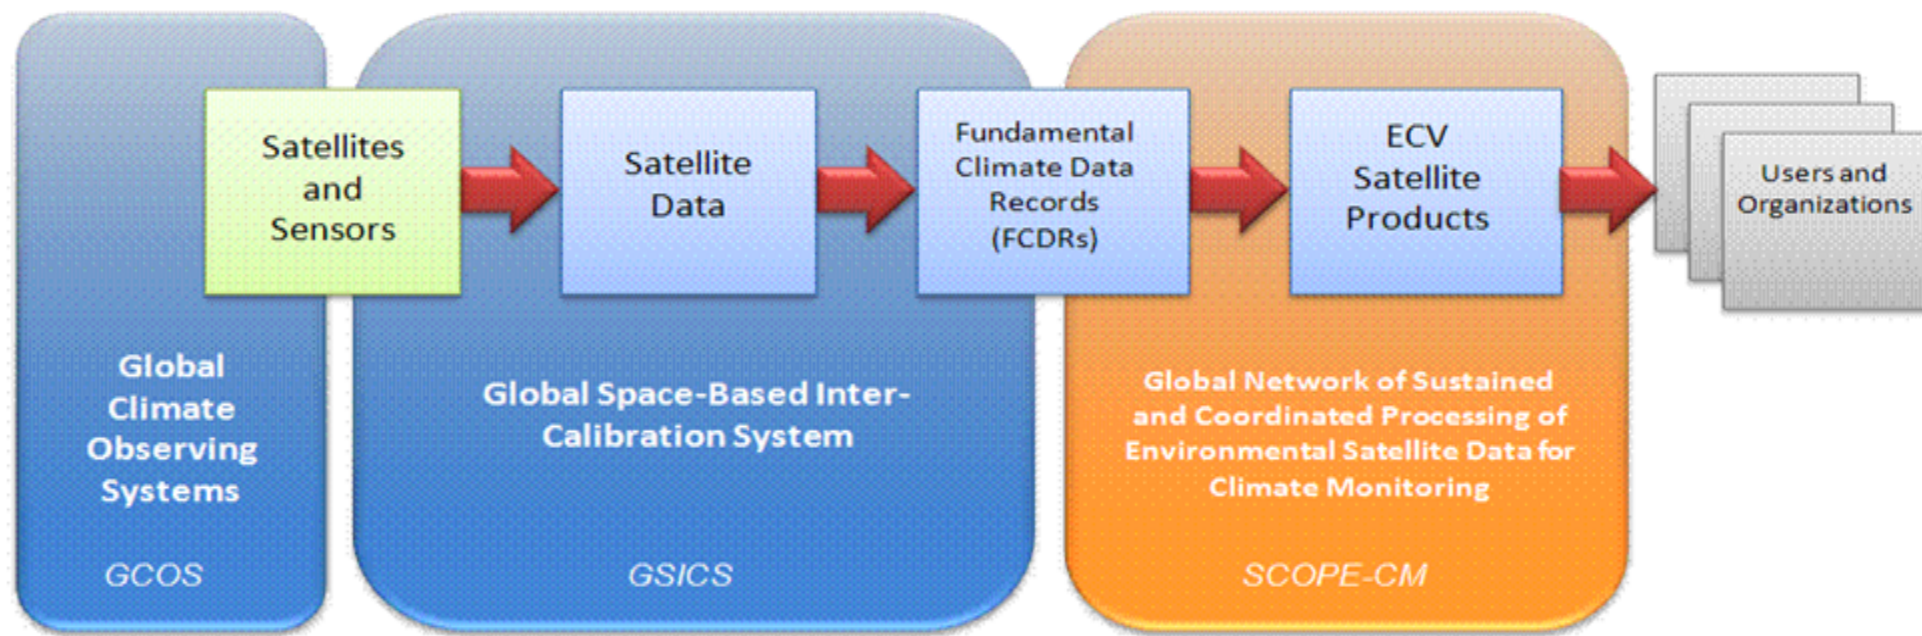 Satellites
and
Sensors
Satellite
Data
Fundamental
Climate Data
Records
(FCDRs)
ECV
Satellite
Products
Users and
Organizations
Global
Climate
Observing
Systems
GCOS
Global Space-Based Inter-
Calibration System
GSICS
Global Network of Sustained
and Coordinated Processing of
Environmental Satellite Data for
Climate Monitoring
SCOPE-CM